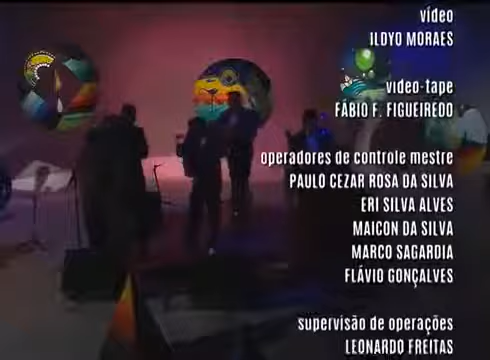 vídeo
ILDYO MORAES
video-tape
FÁBIO F. FIGUEIREDO
operadores de controle mestre
PAULO CEZAR ROSA DA SILVA
ERI SILVA ALVES
MAICON DA SILVA
MARCO SAGARDIA
FLÁVIO GONÇALVES
supervisão de operações
LEONARDO FREITAS